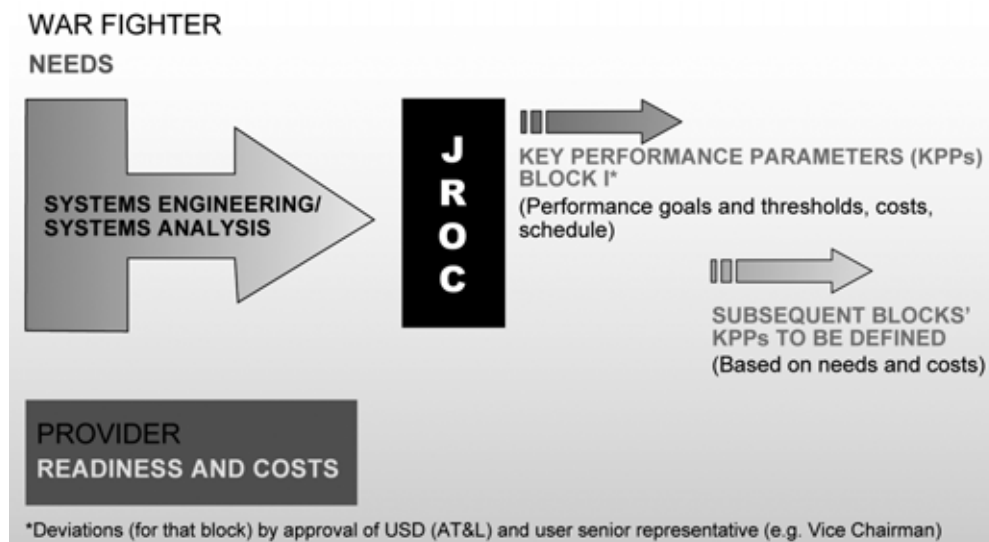 WAR FIGHTER
NEEDS
SYSTEMS ENGINEERING/
SYSTEMS ANALYSIS
J
R
O
C
KEY PERFORMANCE PARAMETERS (KPPs)
BLOCK I*
(Performance goals and thresholds, costs,
schedule)
SUBSEQUENT BLOCKS'
KPPs TO BE DEFINED
(Based on needs and costs)
PROVIDER
READINESS AND COSTS
*Deviations (for that block) by approval of USD (AT&L) and user senior representative (e.g. Vice Chairman)